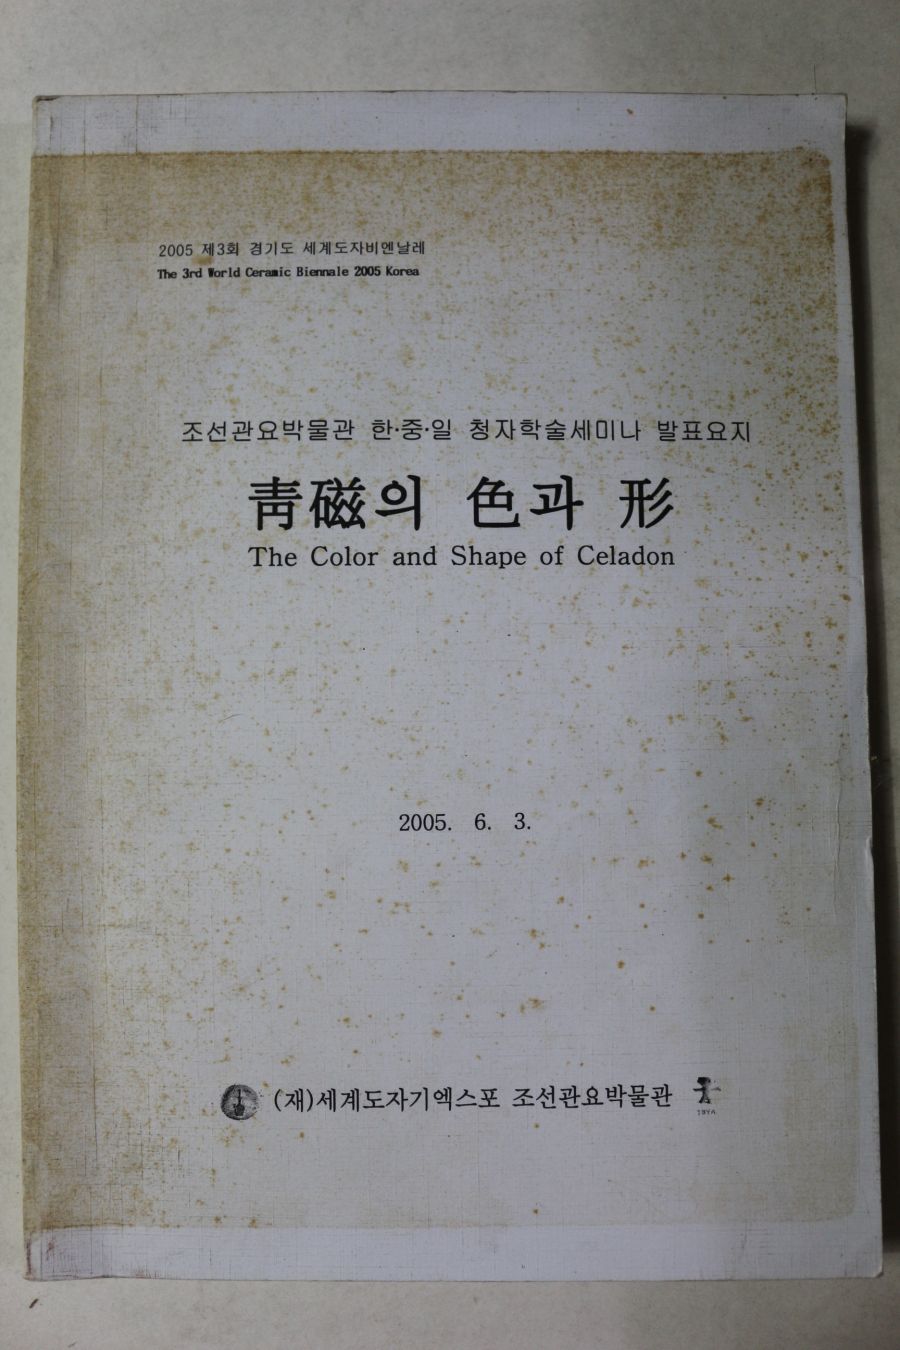 2005 제3회 경기도 세계도자비엔날레
The 3rd World Ceramic Biennale 2005 Korea
조선관요박물관 한·중·일 청자학술세미나 발표요지
靑磁의 色과 形
The Color and Shape of Celadon
2005. 6. 3.
(재)세계도자기엑스포 조선관요박물관